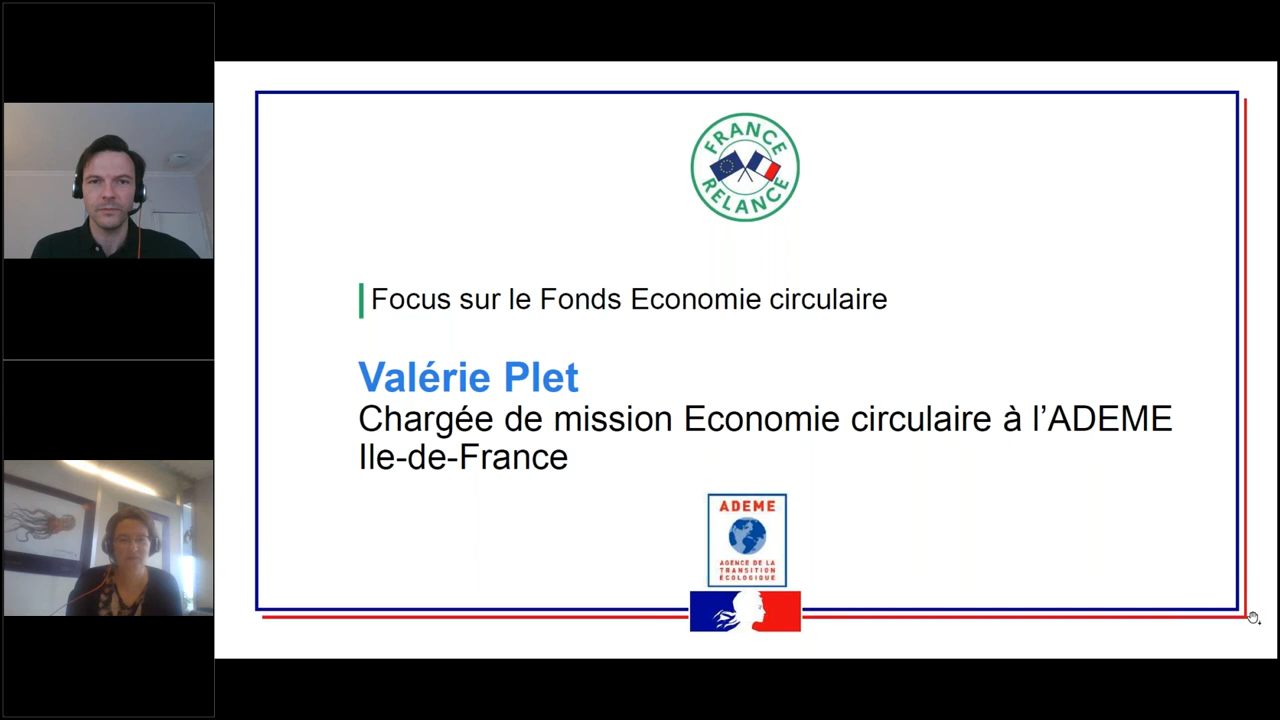 FRANCE
RELANCE
Focus sur le Fonds Economie circulaire
Valérie Plet
Chargée de mission Economie circulaire à l’ADEME
Ile-de-France
ADEME
AGENCE DE LA
TRANSITION
ÉCOLOGIQUE